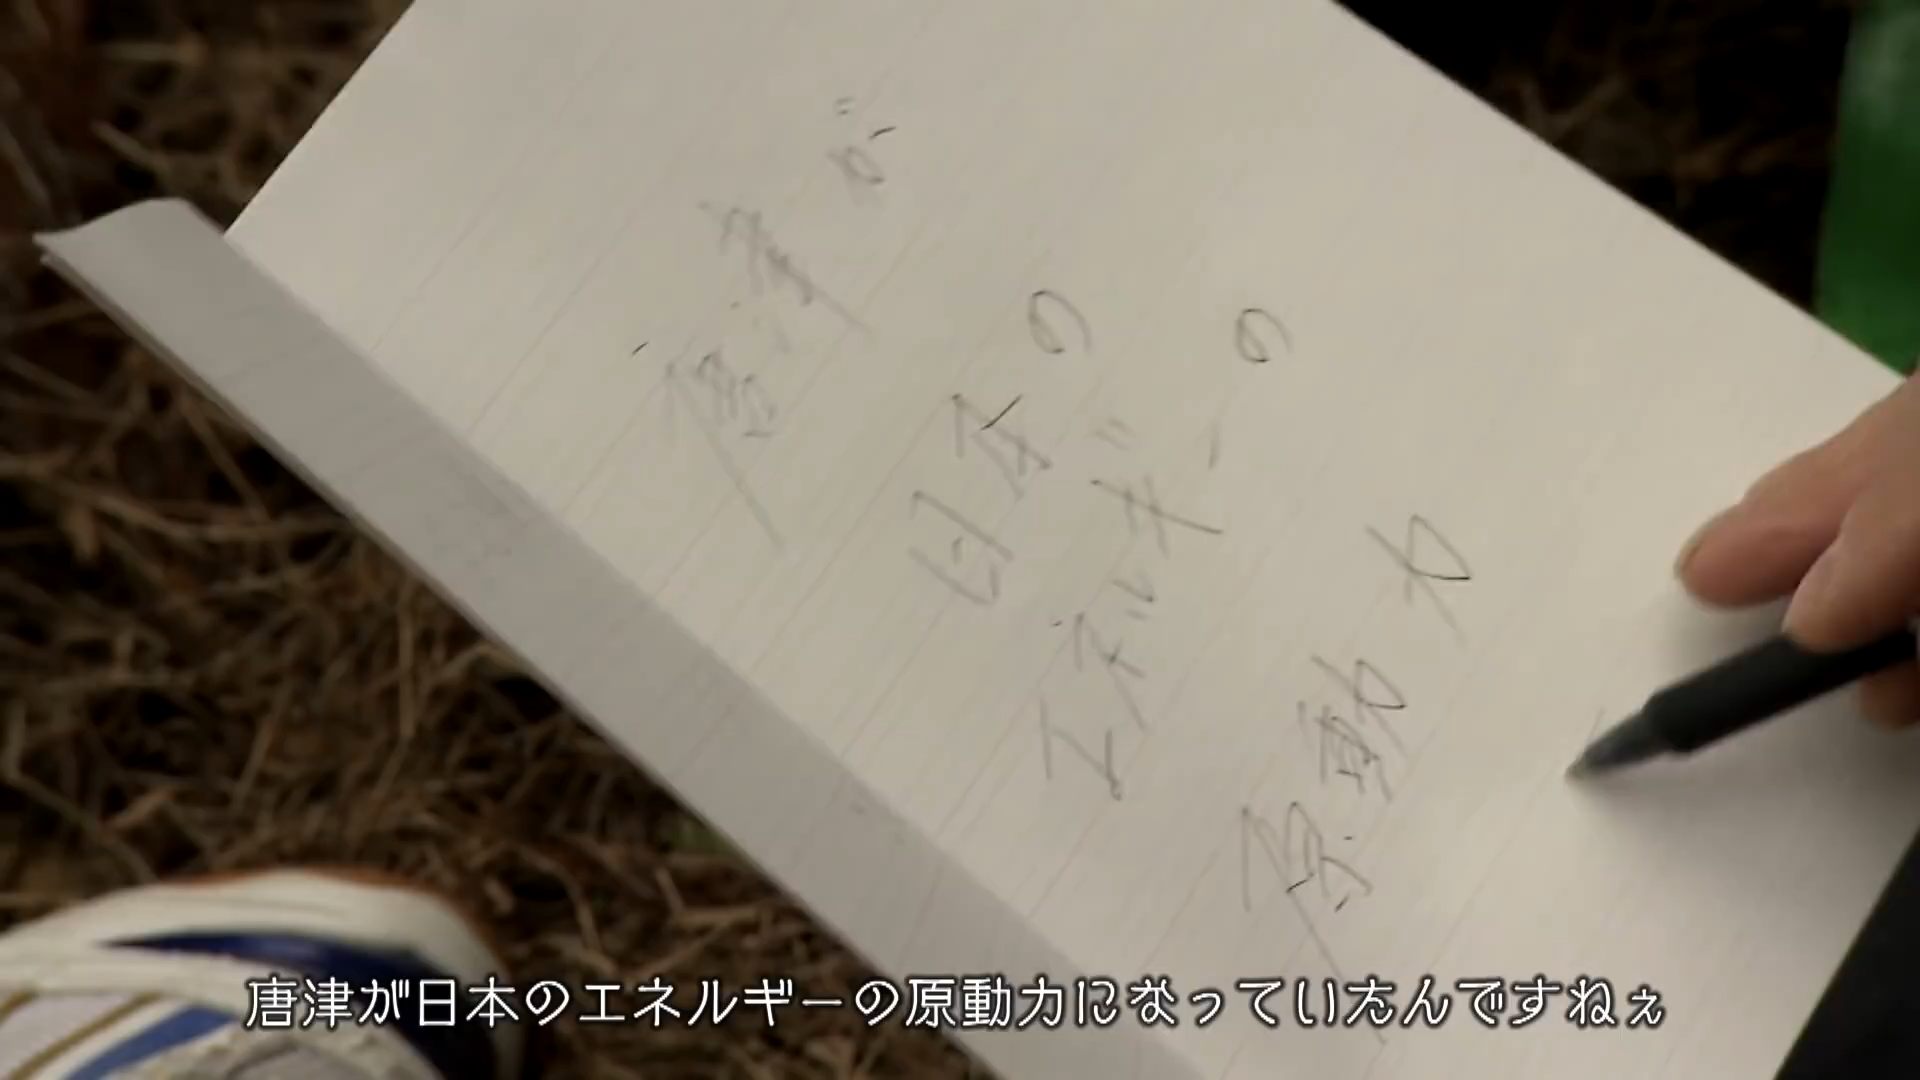 唐津が
日本の
エネルギーの
原動力
唐津が日本のエネルギーの原動力になっていたんですねぇ